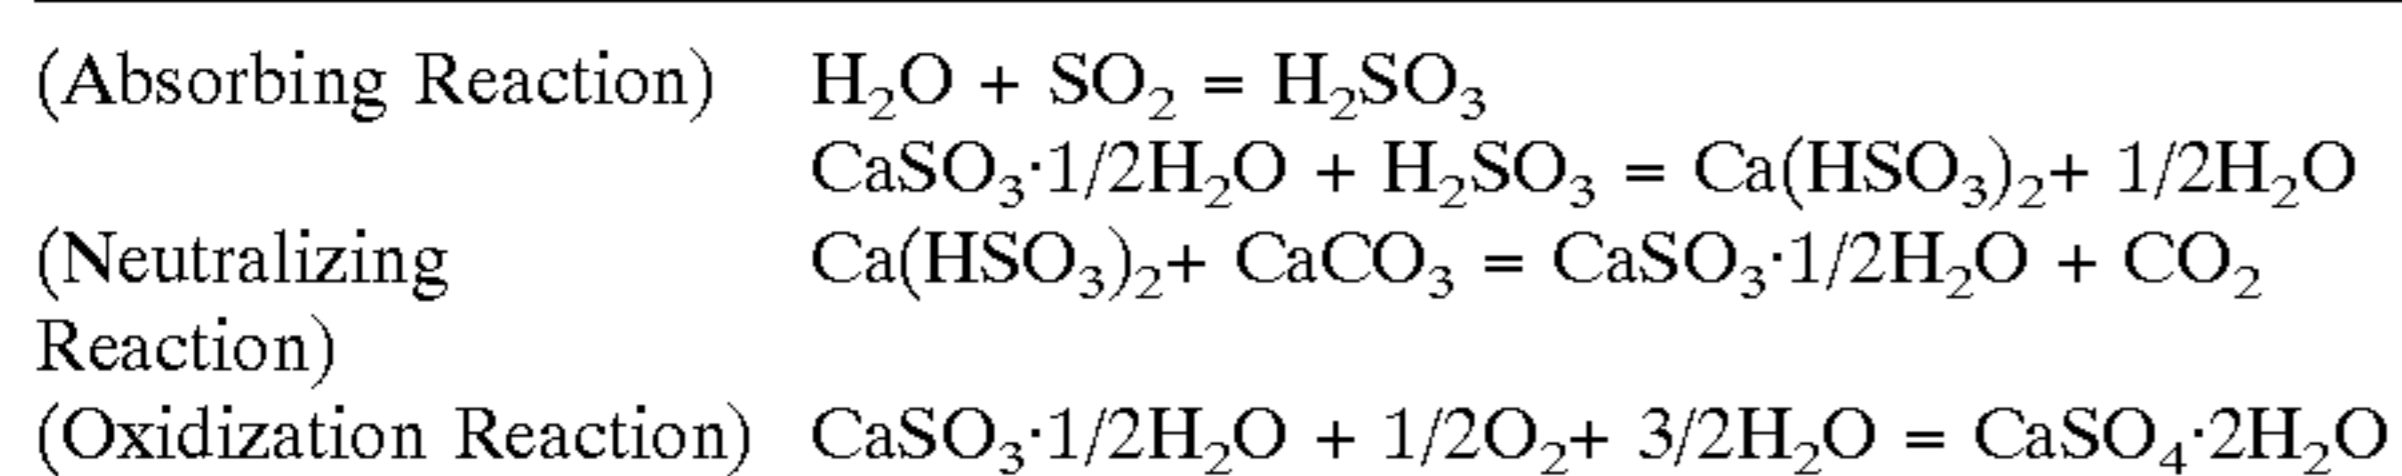 (Absorbing Reaction) H₂O + SO₂ = H₂SO₃
CaSO₃·1/2H₂O + H₂SO₃ = Ca(HSO₃)₂+ 1/2H₂O
(Neutralizing Ca(HSO₃)₂+ CaCO₃ = CaSO₃·1/2H₂O + CO₂
Reaction)
(Oxidization Reaction) CaSO₃·1/2H₂O + 1/2O₂+ 3/2H₂O = CaSO₄·2H₂O